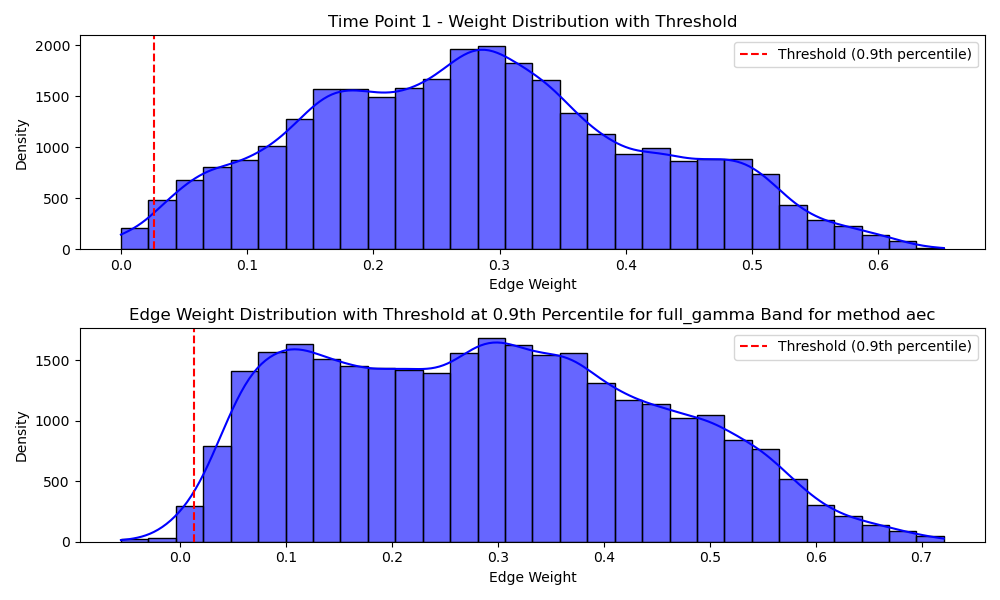 Time Point 1 - Weight Distribution with Threshold
Threshold (0.9th percentile)
Density
2000
1500
1000
500
0
0.0 0.1 0.2 0.3 0.4 0.5 0.6
Edge Weight
Edge Weight Distribution with Threshold at 0.9th Percentile for full_gamma Band for method aec
Threshold (0.9th percentile)
Density
1500
1000
500
0
0.0 0.1 0.2 0.3 0.4 0.5 0.6 0.7
Edge Weight